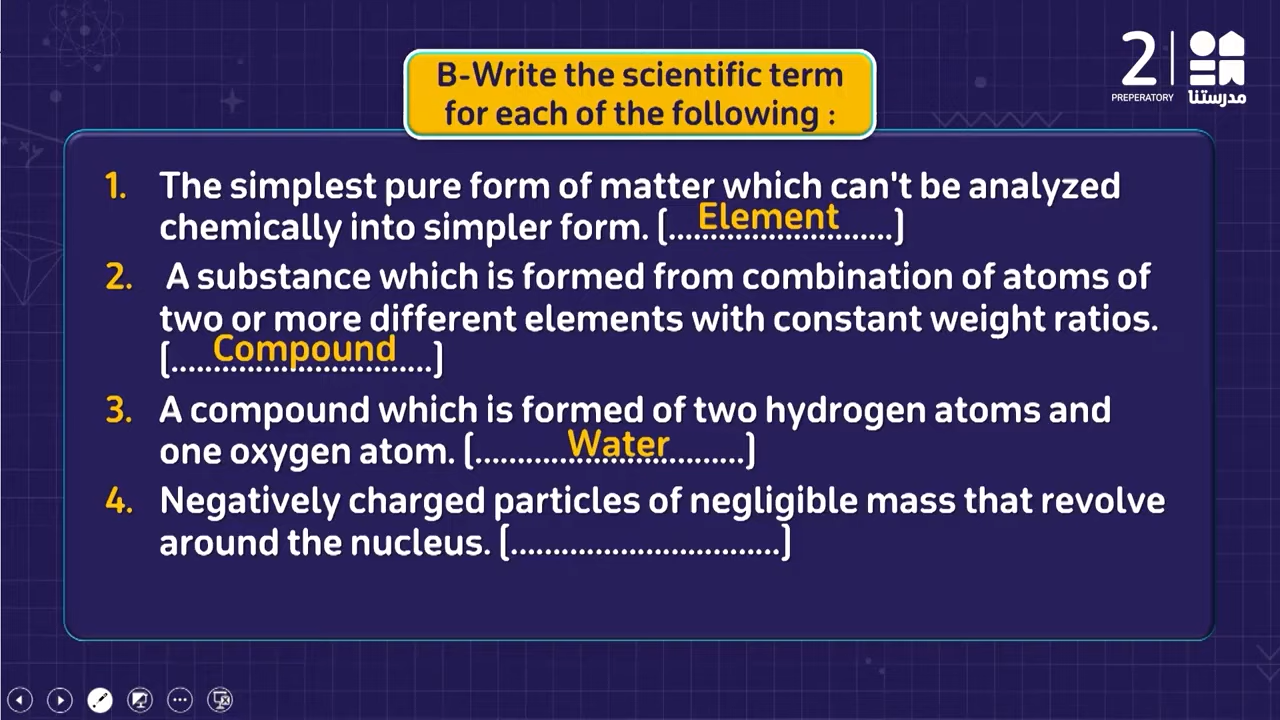 2
PREPERATORY
مدرستنا
B-Write the scientific term
for each of the following :
1. The simplest pure form of matter which can't be analyzed
chemically into simpler form. [.....Element.....]
2. A substance which is formed from combination of atoms of
two or more different elements with constant weight ratios.
[.....Compound.....]
3. A compound which is formed of two hydrogen atoms and
one oxygen atom. [.....Water.....]
4. Negatively charged particles of negligible mass that revolve
around the nucleus. [................................]